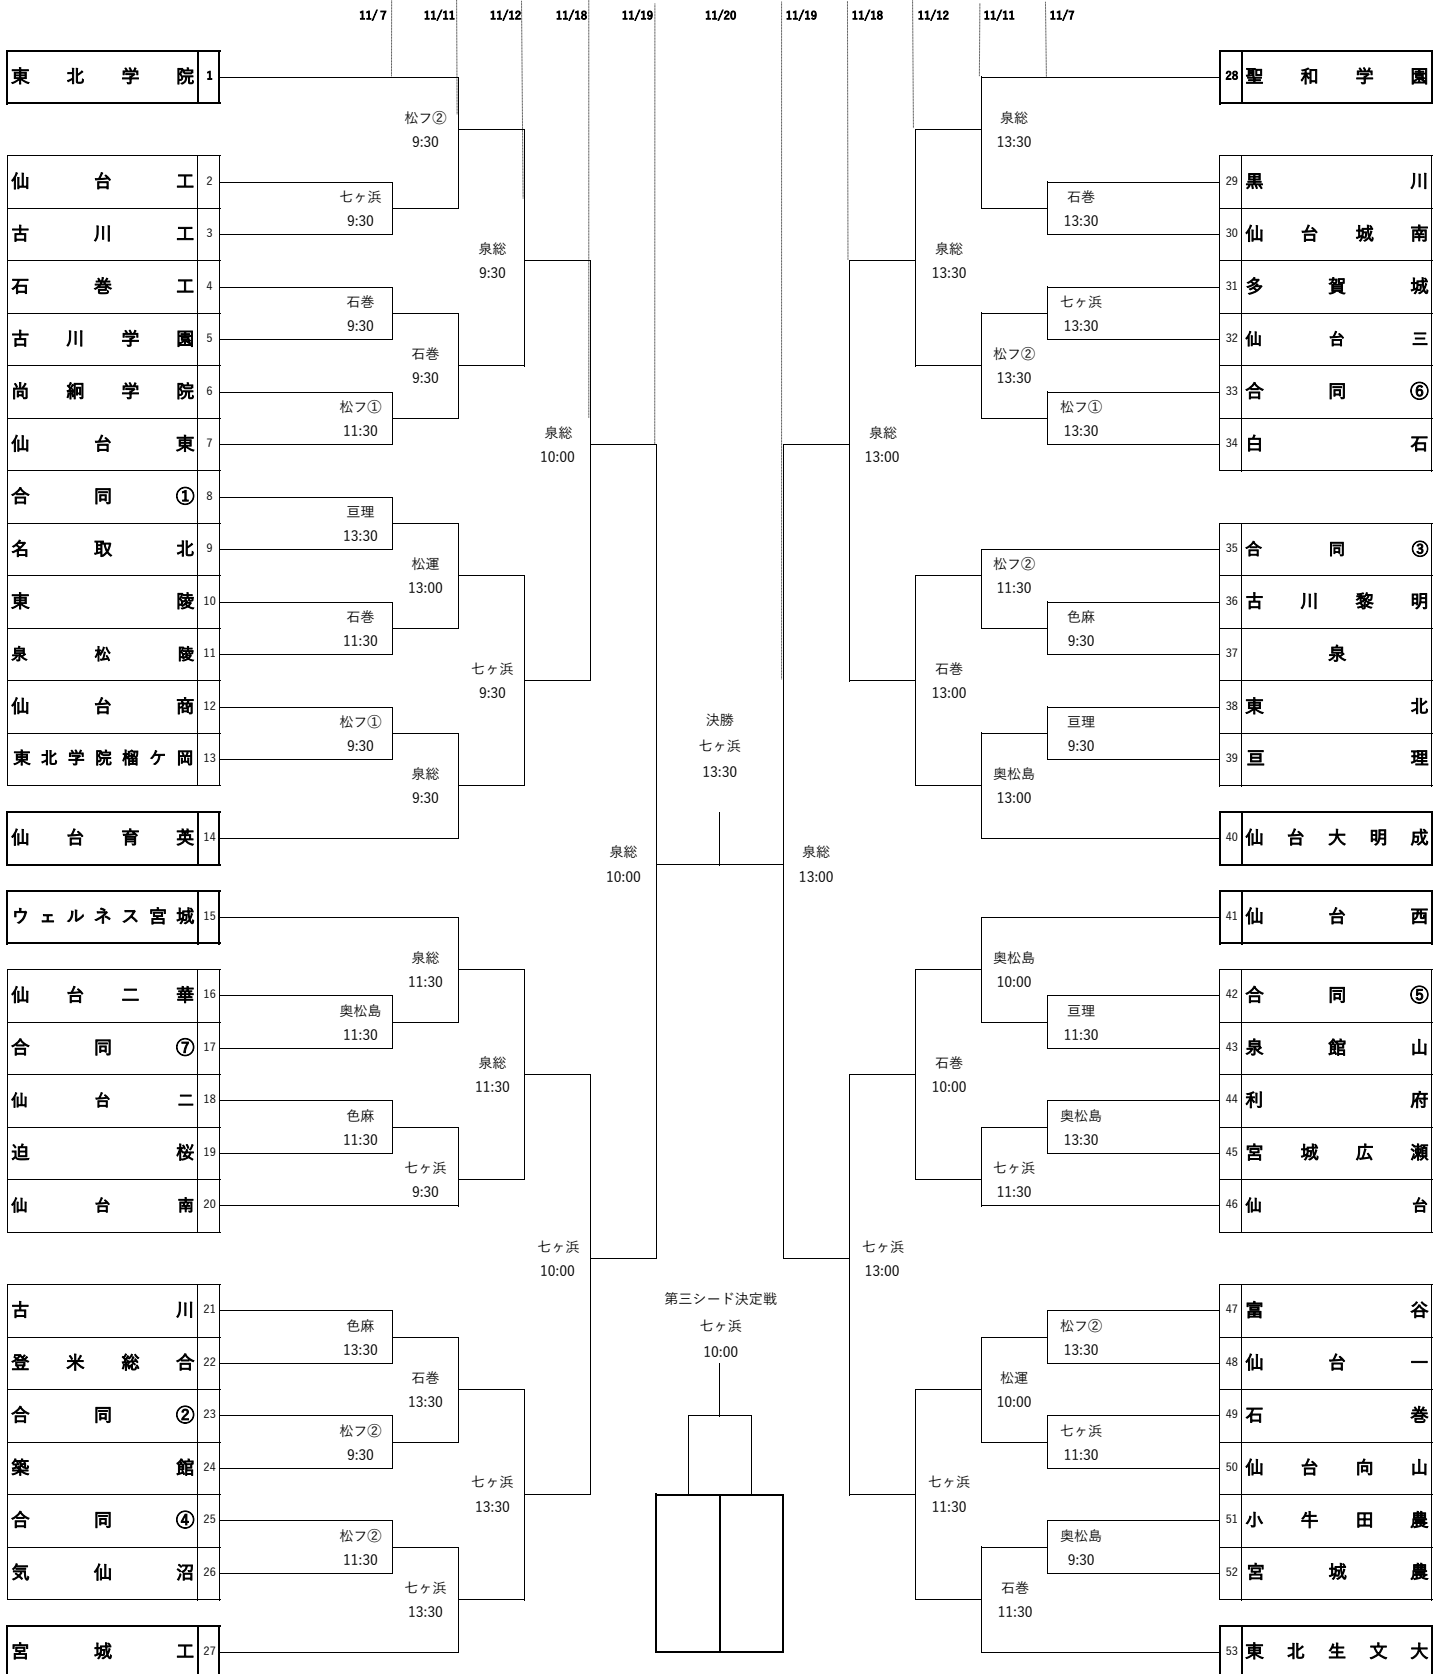 11/7 11/11 11/12 11/18 11/19 11/20 11/19 11/18 11/12 11/11 11/7
東北学院 1
松フ②
9:30
仙台工 2
七ヶ浜
9:30
古川工 3
泉総
9:30
石巻工 4
石巻
9:30
古川学園 5
石巻
9:30
尚絅学院 6
松フ①
11:30
仙台東 7
泉総
10:00
合同① 8
亘理
13:30
名取北 9
松運
13:00
東陵 10
石巻
11:30
泉松陵 11
七ヶ浜
9:30
仙台商 12
松フ①
9:30
東北学院榴ケ岡 13
泉総
9:30
仙台育英 14
泉総
10:00
ウェルネス宮城 15
泉総
11:30
仙台二華 16
奥松島
11:30
合同⑦ 17
泉総
11:30
仙台二 18
色麻
11:30
迫桜 19
七ヶ浜
9:30
仙台南 20
七ヶ浜
10:00
古川 21
色麻
13:30
登米総合 22
石巻
13:30
合同② 23
松フ②
9:30
築館 24
七ヶ浜
13:30
合同④ 25
松フ②
11:30
気仙沼 26
七ヶ浜
13:30
宮城工 27
決勝
七ヶ浜
13:30
第三シード決定戦
七ヶ浜
10:00
28 聖和学園
泉総
13:30
29 黒川
石巻
13:30
30 仙台城南
泉総
13:30
31 多賀城
七ヶ浜
13:30
32 仙台三
松フ②
13:30
33 合同⑥
松フ①
13:30
34 白石
泉総
13:00
35 合同③
松フ②
11:30
36 古川黎明
色麻
9:30
37 泉
石巻
13:00
38 東北
亘理
9:30
39 亘理
奥松島
13:00
40 仙台大明成
泉総
13:00
41 仙台西
奥松島
10:00
42 合同⑤
亘理
11:30
43 泉館山
石巻
10:00
44 利府
奥松島
13:30
45 宮城広瀬
七ヶ浜
11:30
46 仙台
七ヶ浜
13:00
47 富谷
松フ②
13:30
48 仙台一
松運
10:00
49 石巻
七ヶ浜
11:30
50 仙台向山
七ヶ浜
11:30
51 小牛田農
奥松島
9:30
52 宮城農
石巻
11:30
53 東北生文大